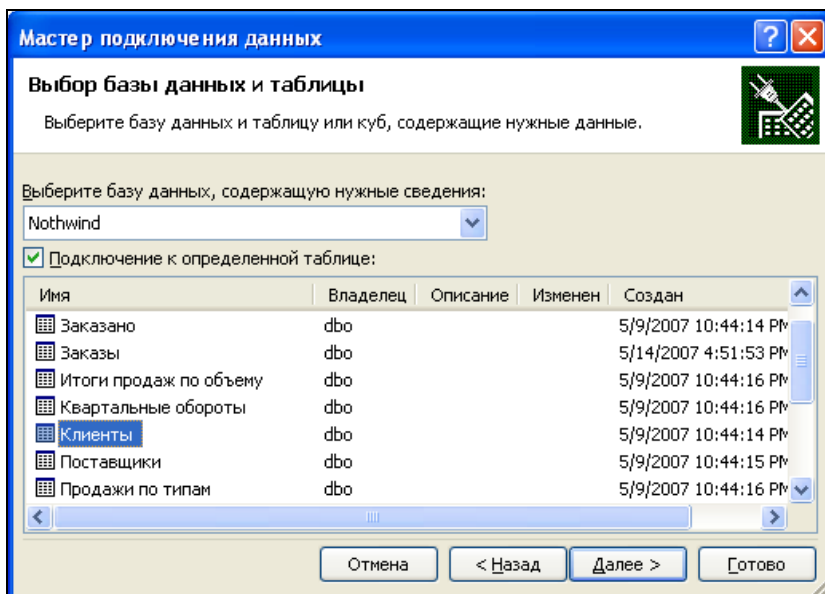 Мастер подключения данных
Выбор базы данных и таблицы
Выберите базу данных и таблицу или куб, содержащие нужные данные.
Выберите базу данных, содержащую нужные сведения:
Nothwind
Подключение к определенной таблице:
Имя Владелец Описание Изменен Создан
Заказано dbo 5/9/2007 10:44:14 PM
Заказы dbo 5/14/2007 4:51:53 PM
Итоги продаж по объему dbo 5/9/2007 10:44:16 PM
Квартальные обороты dbo 5/9/2007 10:44:16 PM
Клиенты dbo 5/9/2007 10:44:14 PM
Поставщики dbo 5/9/2007 10:44:15 PM
Продажи по типам dbo 5/9/2007 10:44:16 PM
Отмена < Назад Далее > Готово